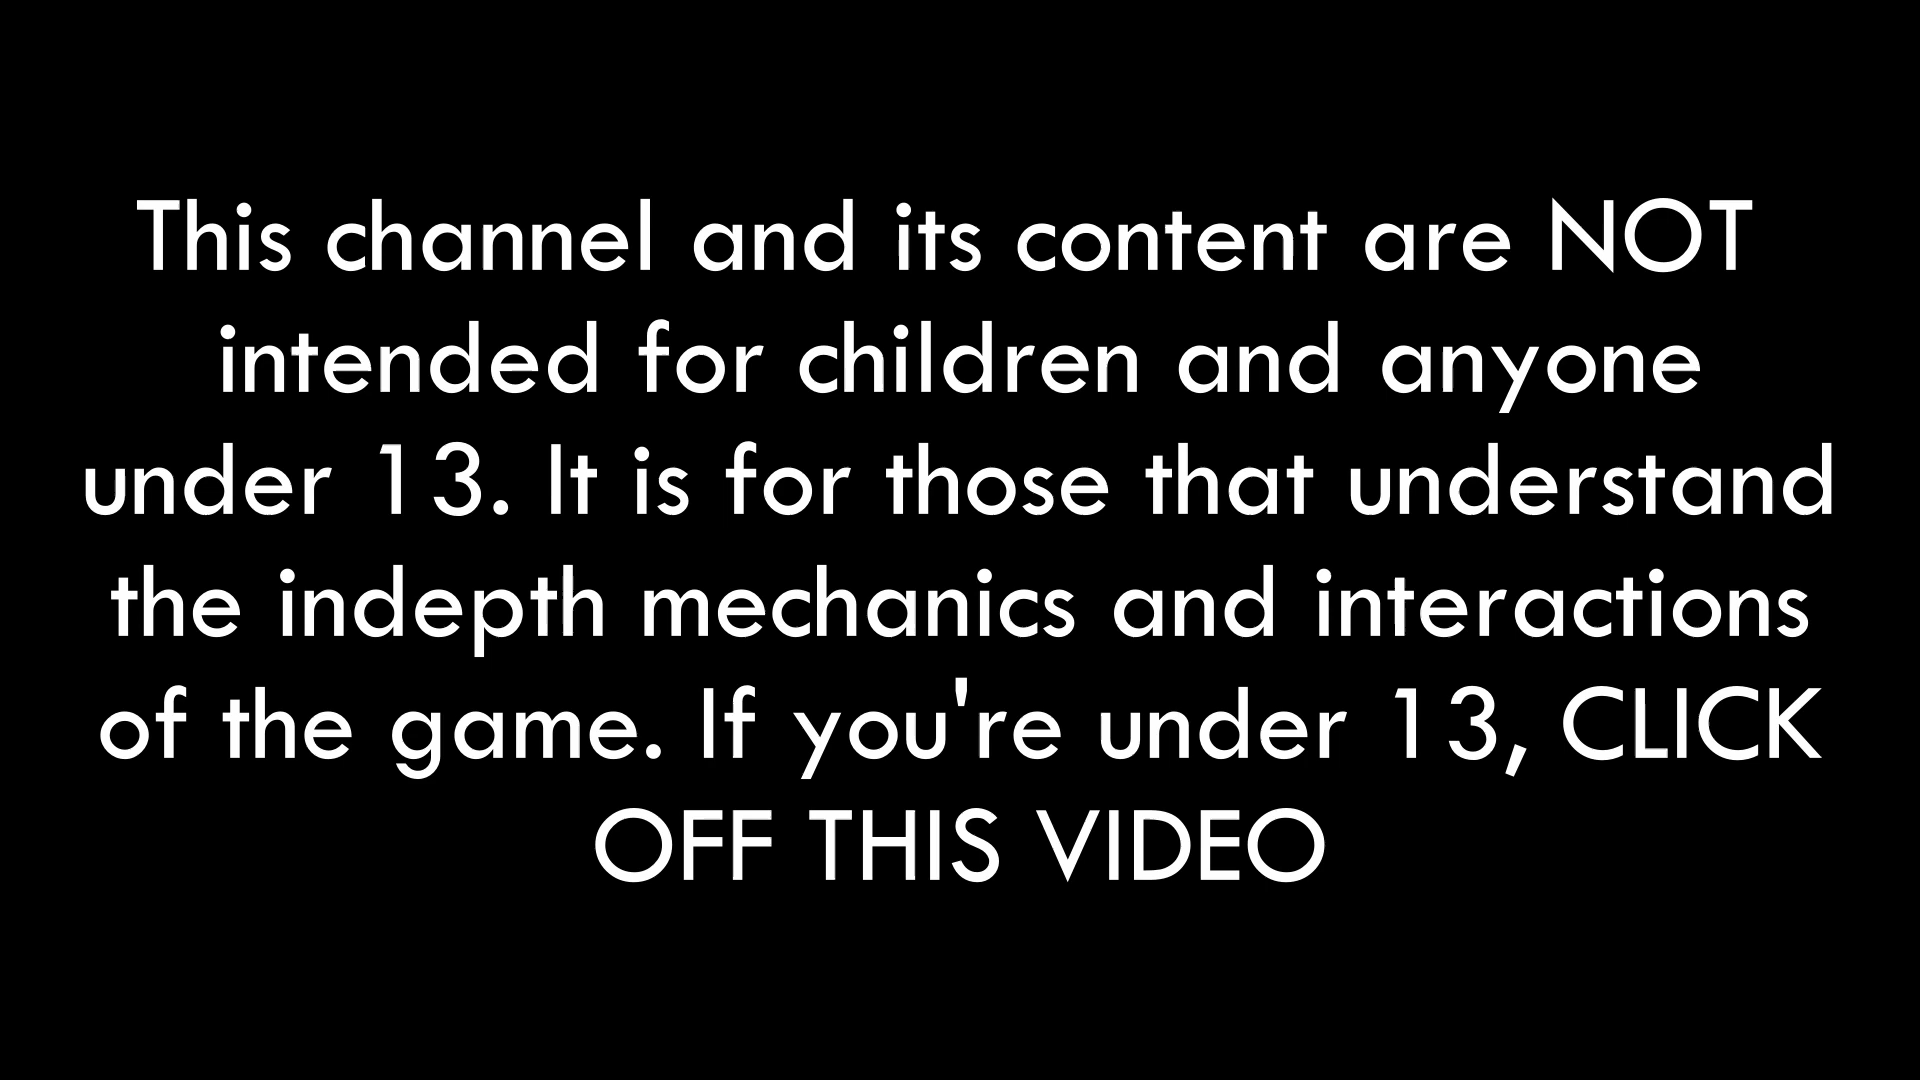 This channel and its content are NOT
intended for children and anyone
under 13. It is for those that understand
the indepth mechanics and interactions
of the game. If you're under 13, CLICK
OFF THIS VIDEO